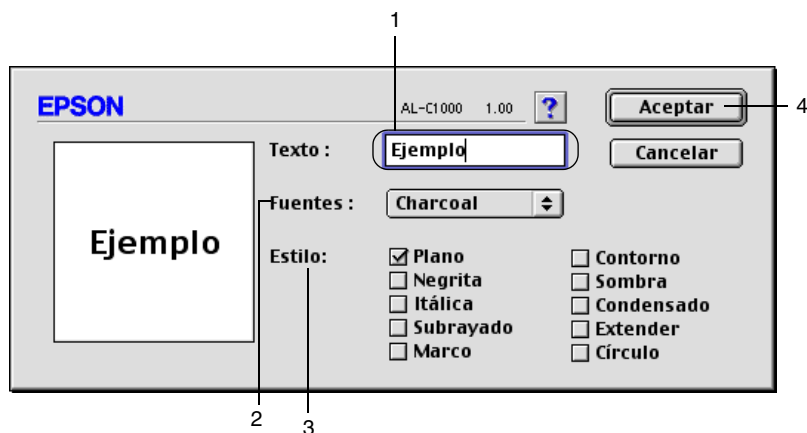 1
EPSON AL-C1000 1.00 ? Aceptar 4
Texto : Ejemplo Cancelar
2 Fuentes : Charcoal
Ejemplo
Estilo: Plano Contorno
Negrita Sombra
Itálica Condensado
Subrayado Extender
Marco Círculo
2
3